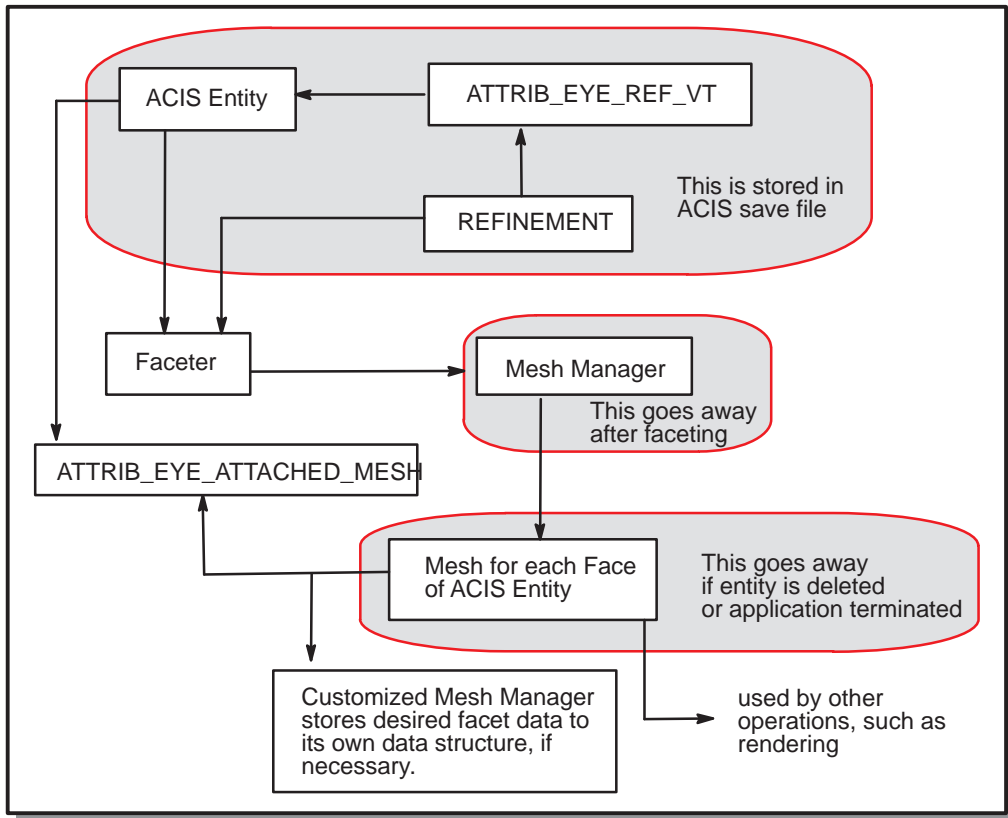 ACIS Entity
ATTRIB_EYE_REF_VT
This is stored in
ACIS save file
REFINEMENT
Faceter
Mesh Manager
This goes away
after faceting
ATTRIB_EYE_ATTACHED_MESH
Mesh for each Face
of ACIS Entity
This goes away
if entity is deleted
or application terminated
Customized Mesh Manager
stores desired facet data to
its own data structure, if
necessary.
used by other
operations, such as
rendering